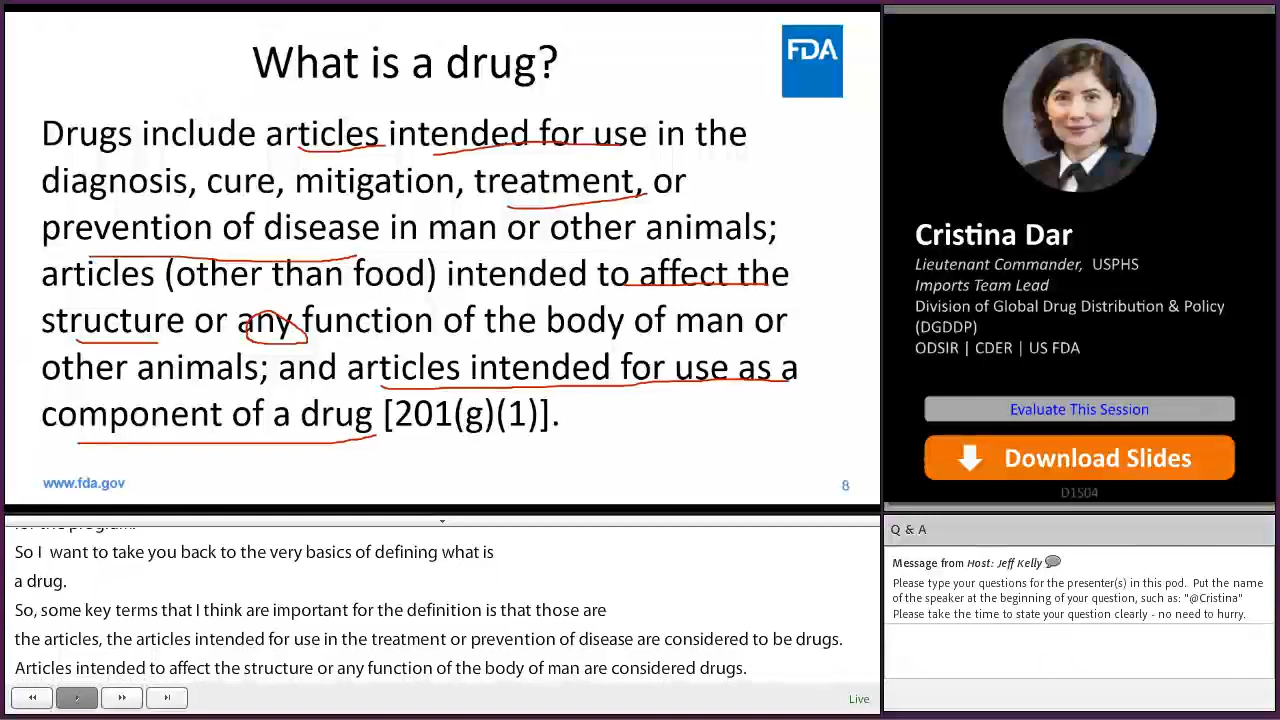 What is a drug?
FDA
Drugs include articles intended for use in the
diagnosis, cure, mitigation, treatment, or
prevention of disease in man or other animals;
articles (other than food) intended to affect the
structure or any function of the body of man or
other animals; and articles intended for use as a
component of a drug [201(g)(1)].
www.fda.gov
8
Cristina Dar
Lieutenant Commander, USPHS
Imports Team Lead
Division of Global Drug Distribution & Policy
(DGDDP)
ODSIR | CDER | US FDA
Evaluate This Session
Download Slides
D1504
for the program.
So I want to take you back to the very basics of defining what is
a drug.
So, some key terms that I think are important for the definition is that those are
the articles, the articles intended for use in the treatment or prevention of disease are considered to be drugs.
Articles intended to affect the structure or any function of the body of man are considered drugs.
Live
Q & A
Message from Host: Jeff Kelly
Please type your questions for the presenter(s) in this pod. Put the name
of the speaker at the beginning of your question, such as: "@Cristina"
Please take the time to state your question clearly - no need to hurry.